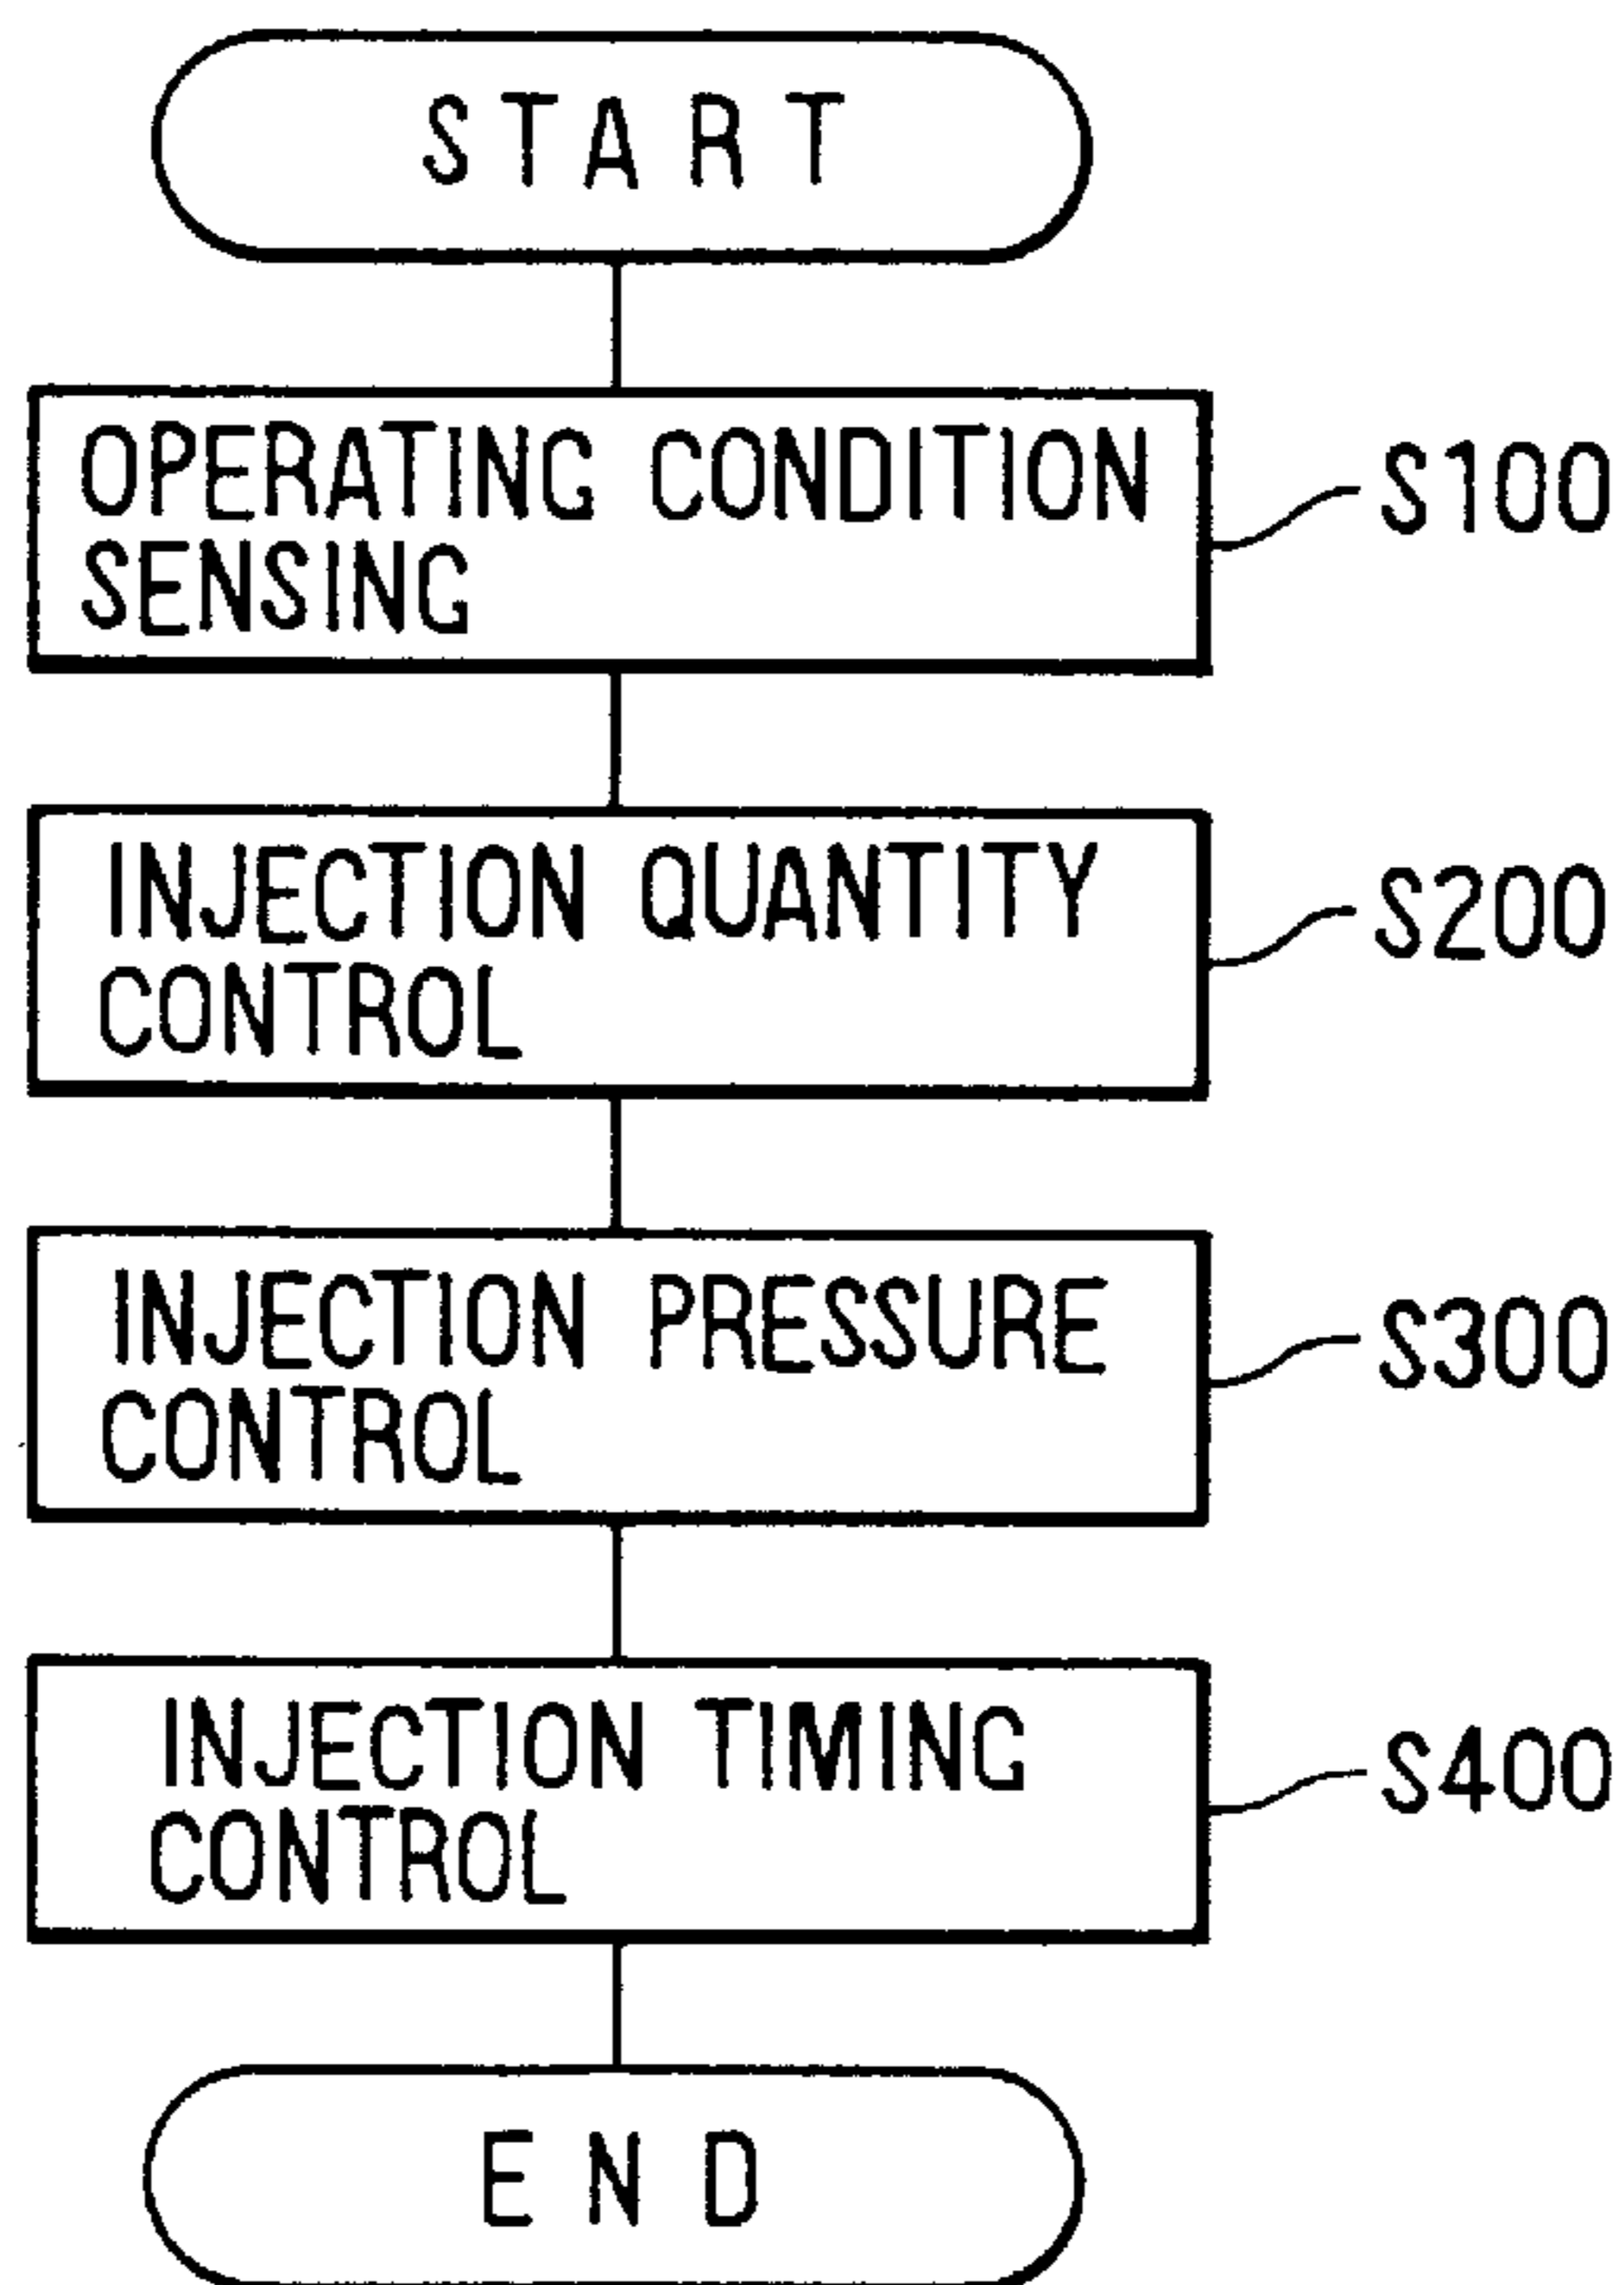 START
OPERATING CONDITION
SENSING
S100
INJECTION QUANTITY
CONTROL
S200
INJECTION PRESSURE
CONTROL
S300
INJECTION TIMING
CONTROL
S400
END